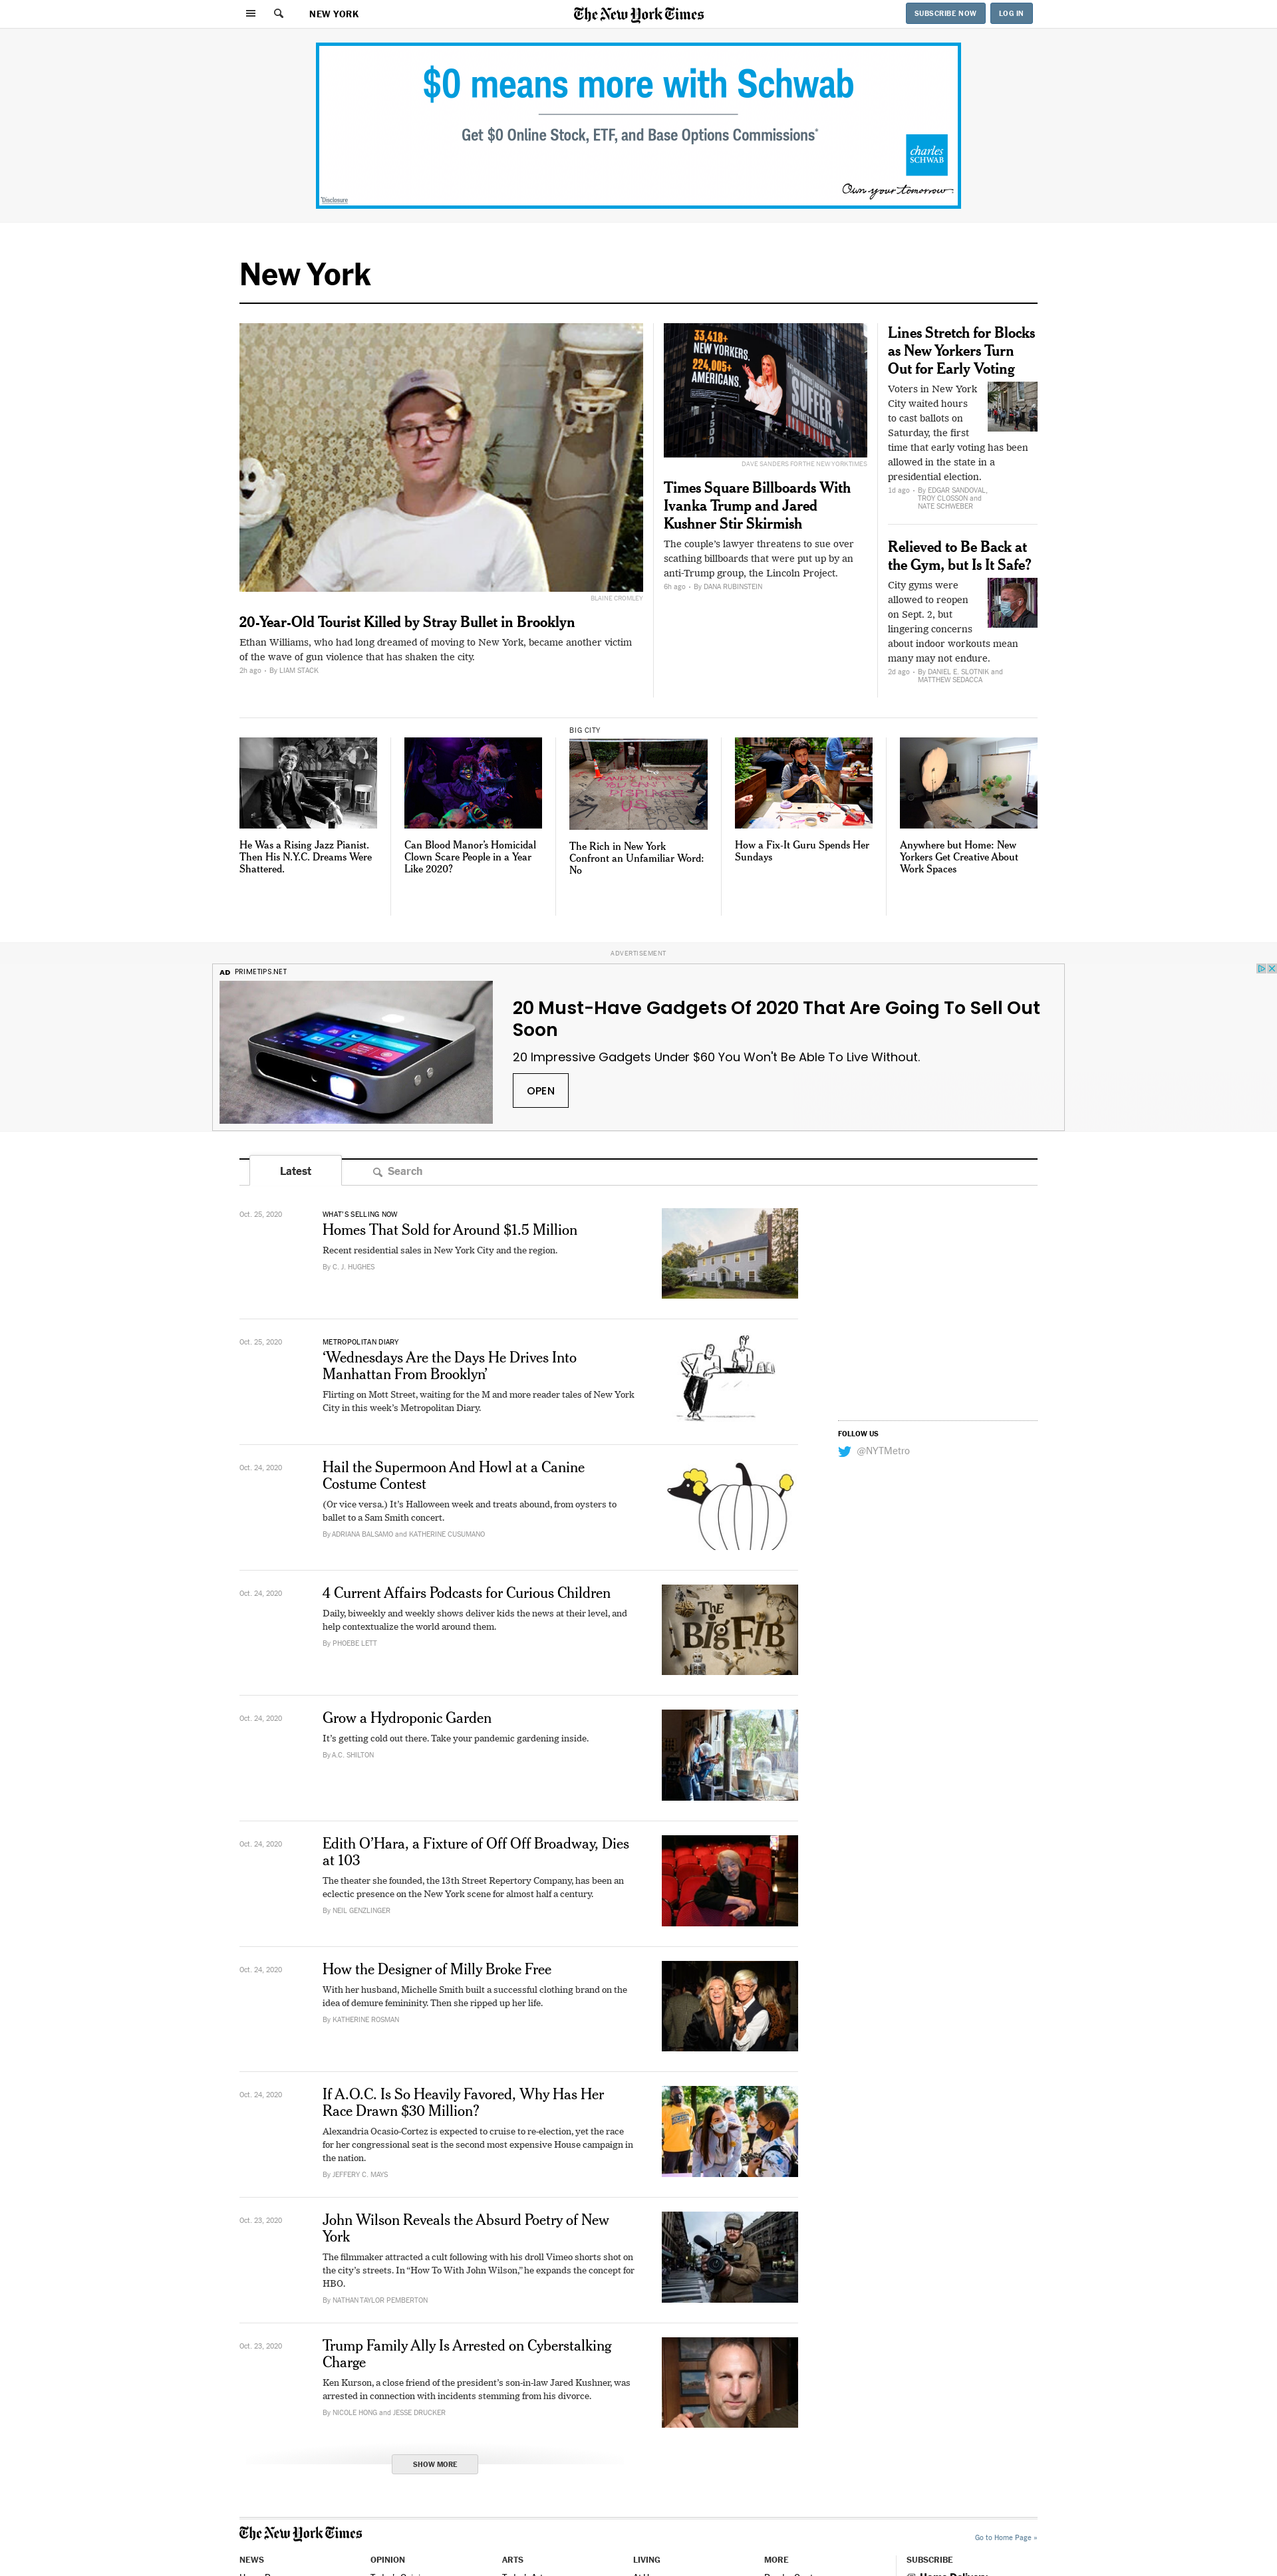 NEW YORK
The New York Times
SUBSCRIBE NOW
LOG IN
$0 means more with Schwab
Get $0 Online Stock, ETF, and Base Options Commissions*
charles
SCHWAB
Own your tomorrow.
*Disclosure
New York
BLAINE CROMLEY
20-Year-Old Tourist Killed by Stray Bullet in Brooklyn
Ethan Williams, who had long dreamed of moving to New York, became another victim
of the wave of gun violence that has shaken the city.
2h ago • By LIAM STACK
33,418+
NEW YORKERS.
224,005+
AMERICANS.
SUFFER
1500
DAVE SANDERS FOR THE NEW YORK TIMES
Times Square Billboards With
Ivanka Trump and Jared
Kushner Stir Skirmish
The couple’s lawyer threatens to sue over
scathing billboards that were put up by an
anti-Trump group, the Lincoln Project.
6h ago • By DANA RUBINSTEIN
Lines Stretch for Blocks
as New Yorkers Turn
Out for Early Voting
Voters in New York
City waited hours
to cast ballots on
Saturday, the first
time that early voting has been
allowed in the state in a
presidential election.
1d ago • By EDGAR SANDOVAL,
TROY CLOSSON and
NATE SCHWEBER
Relieved to Be Back at
the Gym, but Is It Safe?
City gyms were
allowed to reopen
on Sept. 2, but
lingering concerns
about indoor workouts mean
many may not endure.
2d ago • By DANIEL E. SLOTNIK and
MATTHEW SEDACCA
He Was a Rising Jazz Pianist.
Then His N.Y.C. Dreams Were
Shattered.
Can Blood Manor’s Homicidal
Clown Scare People in a Year
Like 2020?
BIG CITY
The Rich in New York
Confront an Unfamiliar Word:
No
How a Fix-It Guru Spends Her
Sundays
Anywhere but Home: New
Yorkers Get Creative About
Work Spaces
ADVERTISEMENT
AD PRIMETIPS.NET
20 Must-Have Gadgets Of 2020 That Are Going To Sell Out
Soon
20 Impressive Gadgets Under $60 You Won't Be Able To Live Without.
OPEN
Latest
Search
Oct. 25, 2020
WHAT'S SELLING NOW
Homes That Sold for Around $1.5 Million
Recent residential sales in New York City and the region.
By C. J. HUGHES
Oct. 25, 2020
METROPOLITAN DIARY
‘Wednesdays Are the Days He Drives Into
Manhattan From Brooklyn’
Flirting on Mott Street, waiting for the M and more reader tales of New York
City in this week’s Metropolitan Diary.
FOLLOW US
@NYTMetro
Oct. 24, 2020
Hail the Supermoon And Howl at a Canine
Costume Contest
(Or vice versa.) It’s Halloween week and treats abound, from oysters to
ballet to a Sam Smith concert.
By ADRIANA BALSAMO and KATHERINE CUSUMANO
Oct. 24, 2020
4 Current Affairs Podcasts for Curious Children
Daily, biweekly and weekly shows deliver kids the news at their level, and
help contextualize the world around them.
By PHOEBE LETT
THE
BIG FIB
Oct. 24, 2020
Grow a Hydroponic Garden
It’s getting cold out there. Take your pandemic gardening inside.
By A.C. SHILTON
Oct. 24, 2020
Edith O’Hara, a Fixture of Off Off Broadway, Dies
at 103
The theater she founded, the 13th Street Repertory Company, has been an
eclectic presence on the New York scene for almost half a century.
By NEIL GENZLINGER
Oct. 24, 2020
How the Designer of Milly Broke Free
With her husband, Michelle Smith built a successful clothing brand on the
idea of demure femininity. Then she ripped up her life.
By KATHERINE ROSMAN
Oct. 24, 2020
If A.O.C. Is So Heavily Favored, Why Has Her
Race Drawn $30 Million?
Alexandria Ocasio-Cortez is expected to cruise to re-election, yet the race
for her congressional seat is the second most expensive House campaign in
the nation.
By JEFFERY C. MAYS
Oct. 23, 2020
John Wilson Reveals the Absurd Poetry of New
York
The filmmaker attracted a cult following with his droll Vimeo shorts shot on
the city’s streets. In “How To With John Wilson,” he expands the concept for
HBO.
By NATHAN TAYLOR PEMBERTON
Oct. 23, 2020
Trump Family Ally Is Arrested on Cyberstalking
Charge
Ken Kurson, a close friend of the president’s son-in-law Jared Kushner, was
arrested in connection with incidents stemming from his divorce.
By NICOLE HONG and JESSE DRUCKER
SHOW MORE
The New York Times
Go to Home Page »
NEWS
OPINION
ARTS
LIVING
MORE
SUBSCRIBE